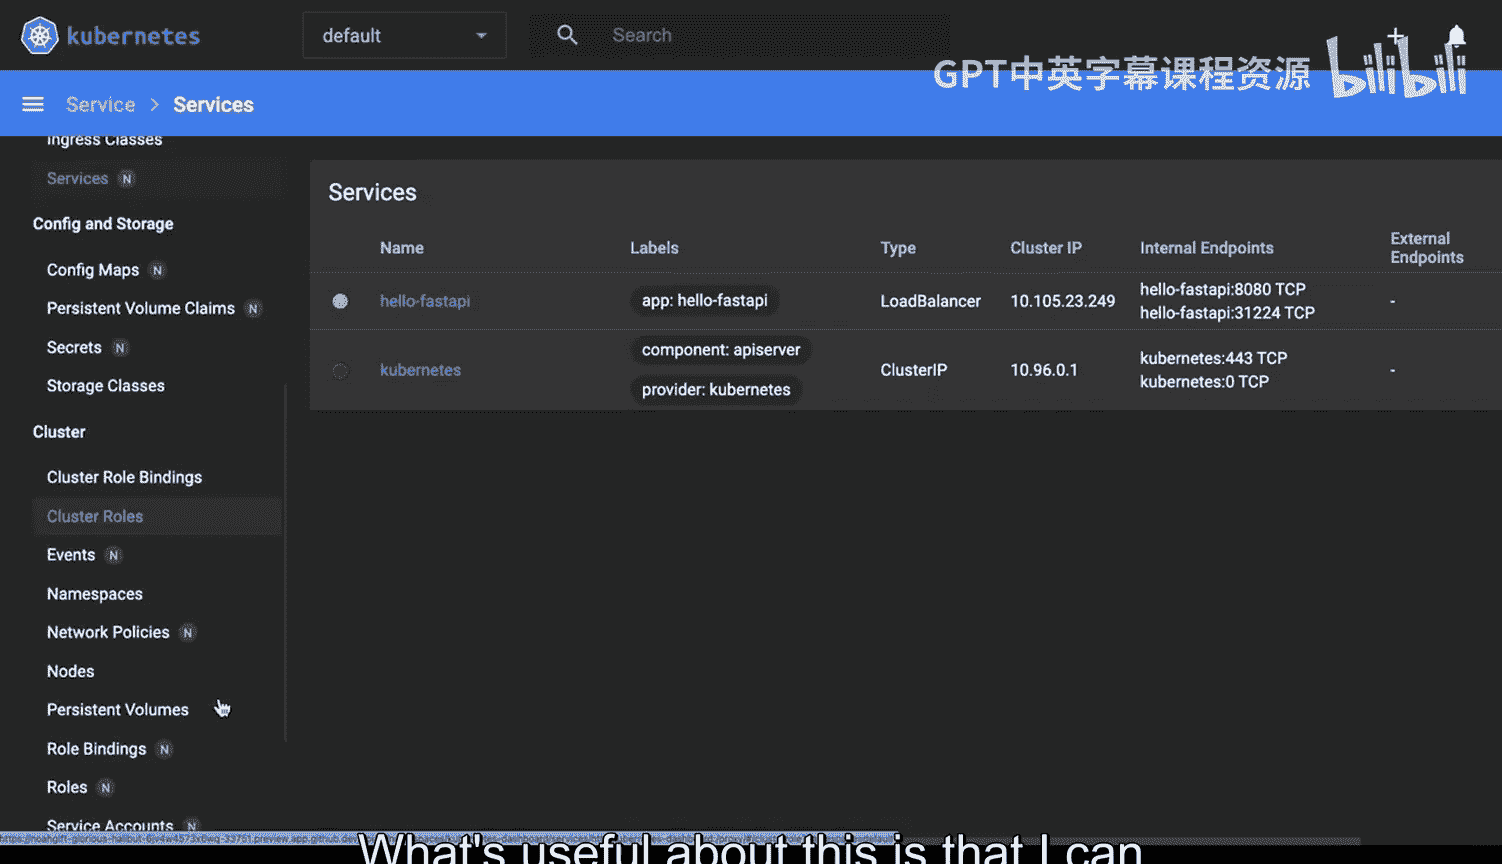 kubernetes
default
Search
GPT中英字幕课程资源
bilibili
Service > Services
Ingress Classes
Services N
Config and Storage
Config Maps N
Persistent Volume Claims N
Secrets N
Storage Classes
Cluster
Cluster Role Bindings
Cluster Roles
Events N
Namespaces
Network Policies N
Nodes
Persistent Volumes
Role Bindings N
Roles N
Service Accounts N
Services
Name Labels Type Cluster IP Internal Endpoints External Endpoints
hello-fastapi app: hello-fastapi LoadBalancer 10.105.23.249 hello-fastapi:8080 TCP -
hello-fastapi:31224 TCP
kubernetes component: apiserver ClusterIP 10.96.0.1 kubernetes:443 TCP -
provider: kubernetes kubernetes:0 TCP
What's useful about this is that I can